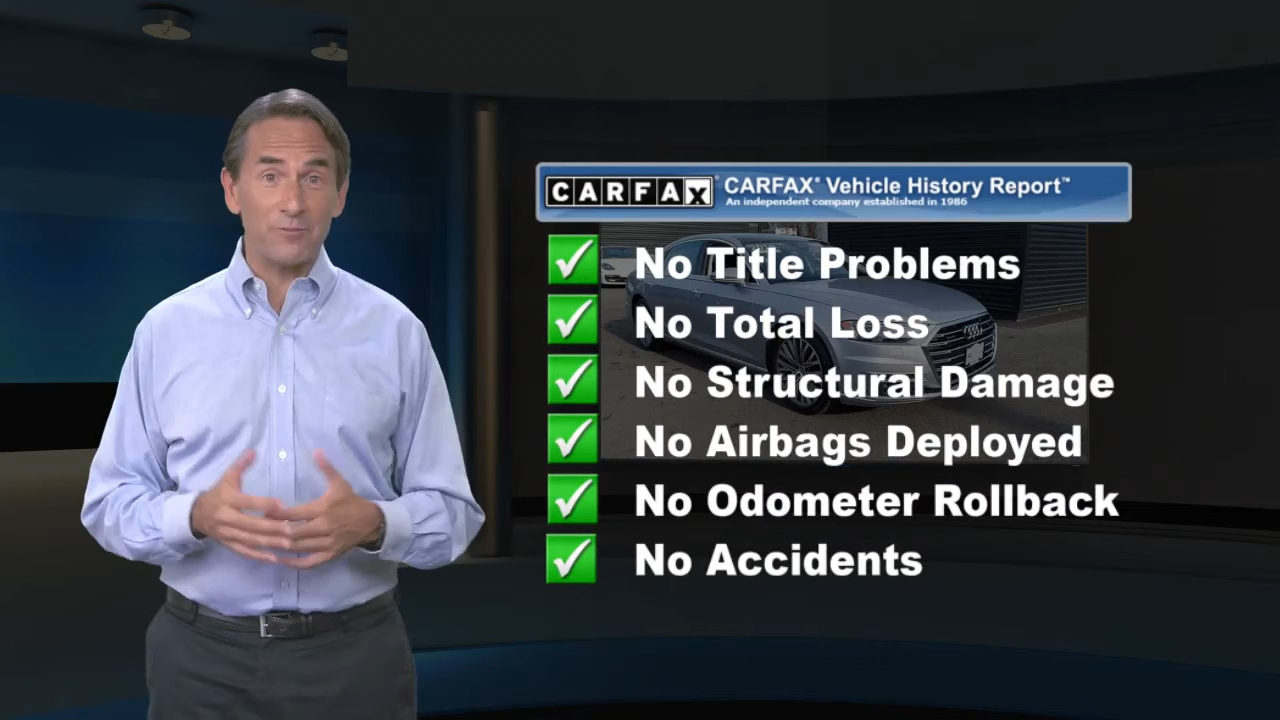 CARFAX® CARFAX® Vehicle History Report™
An independent company established in 1986
No Title Problems
No Total Loss
No Structural Damage
No Airbags Deployed
No Odometer Rollback
No Accidents